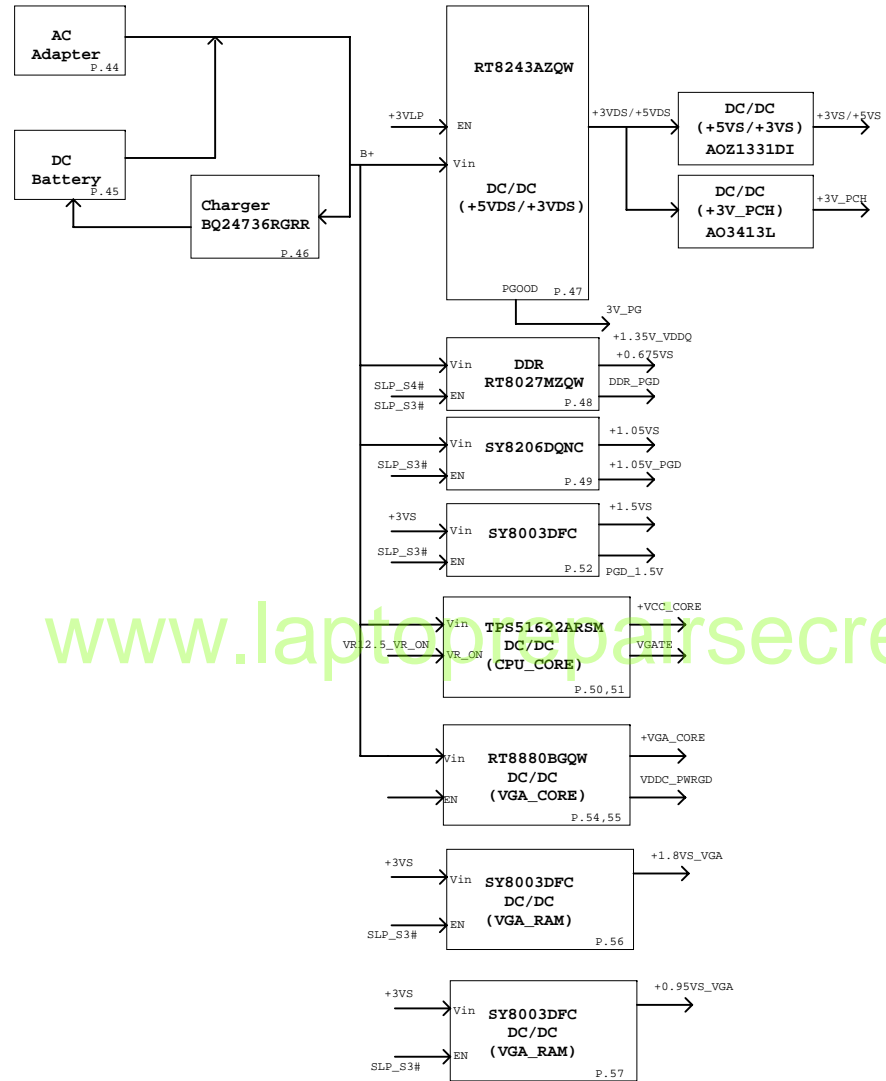 AC
Adapter
P.44
DC
Battery
P.45
Charger
BQ24736RGRR
P.46
B+
RT8243AZQW
+3VLP
EN
Vin
DC/DC
(+5VDS/+3VDS)
PGOOD
P.47
3V_PG
+3VDS/+5VDS
DC/DC
(+5VS/+3VS)
AOZ1331DI
+3VS/+5VS
DC/DC
(+3V_PCH)
AO3413L
+3V_PCH
Vin
DDR
RT8027MZQW
SLP_S4#
SLP_S3#
EN
P.48
+1.35V_VDDQ
+0.675VS
DDR_PGD
Vin
SY8206DQNC
SLP_S3#
EN
P.49
+1.05VS
+1.05V_PGD
+3VS
Vin
SY8003DFC
SLP_S3#
EN
P.52
+1.5VS
PGD_1.5V
Vin
TPS51622ARSM
DC/DC
(CPU_CORE)
VR12.5_VR_ON
VR_ON
P.50,51
+VCC_CORE
VGATE
www.laptoprepairsecre
Vin
RT8880BGQW
DC/DC
(VGA_CORE)
EN
P.54,55
+VGA_CORE
VDDC_PWRGD
+3VS
Vin
SY8003DFC
DC/DC
(VGA_RAM)
SLP_S3#
EN
P.56
+1.8VS_VGA
+3VS
Vin
SY8003DFC
DC/DC
(VGA_RAM)
SLP_S3#
EN
P.57
+0.95VS_VGA